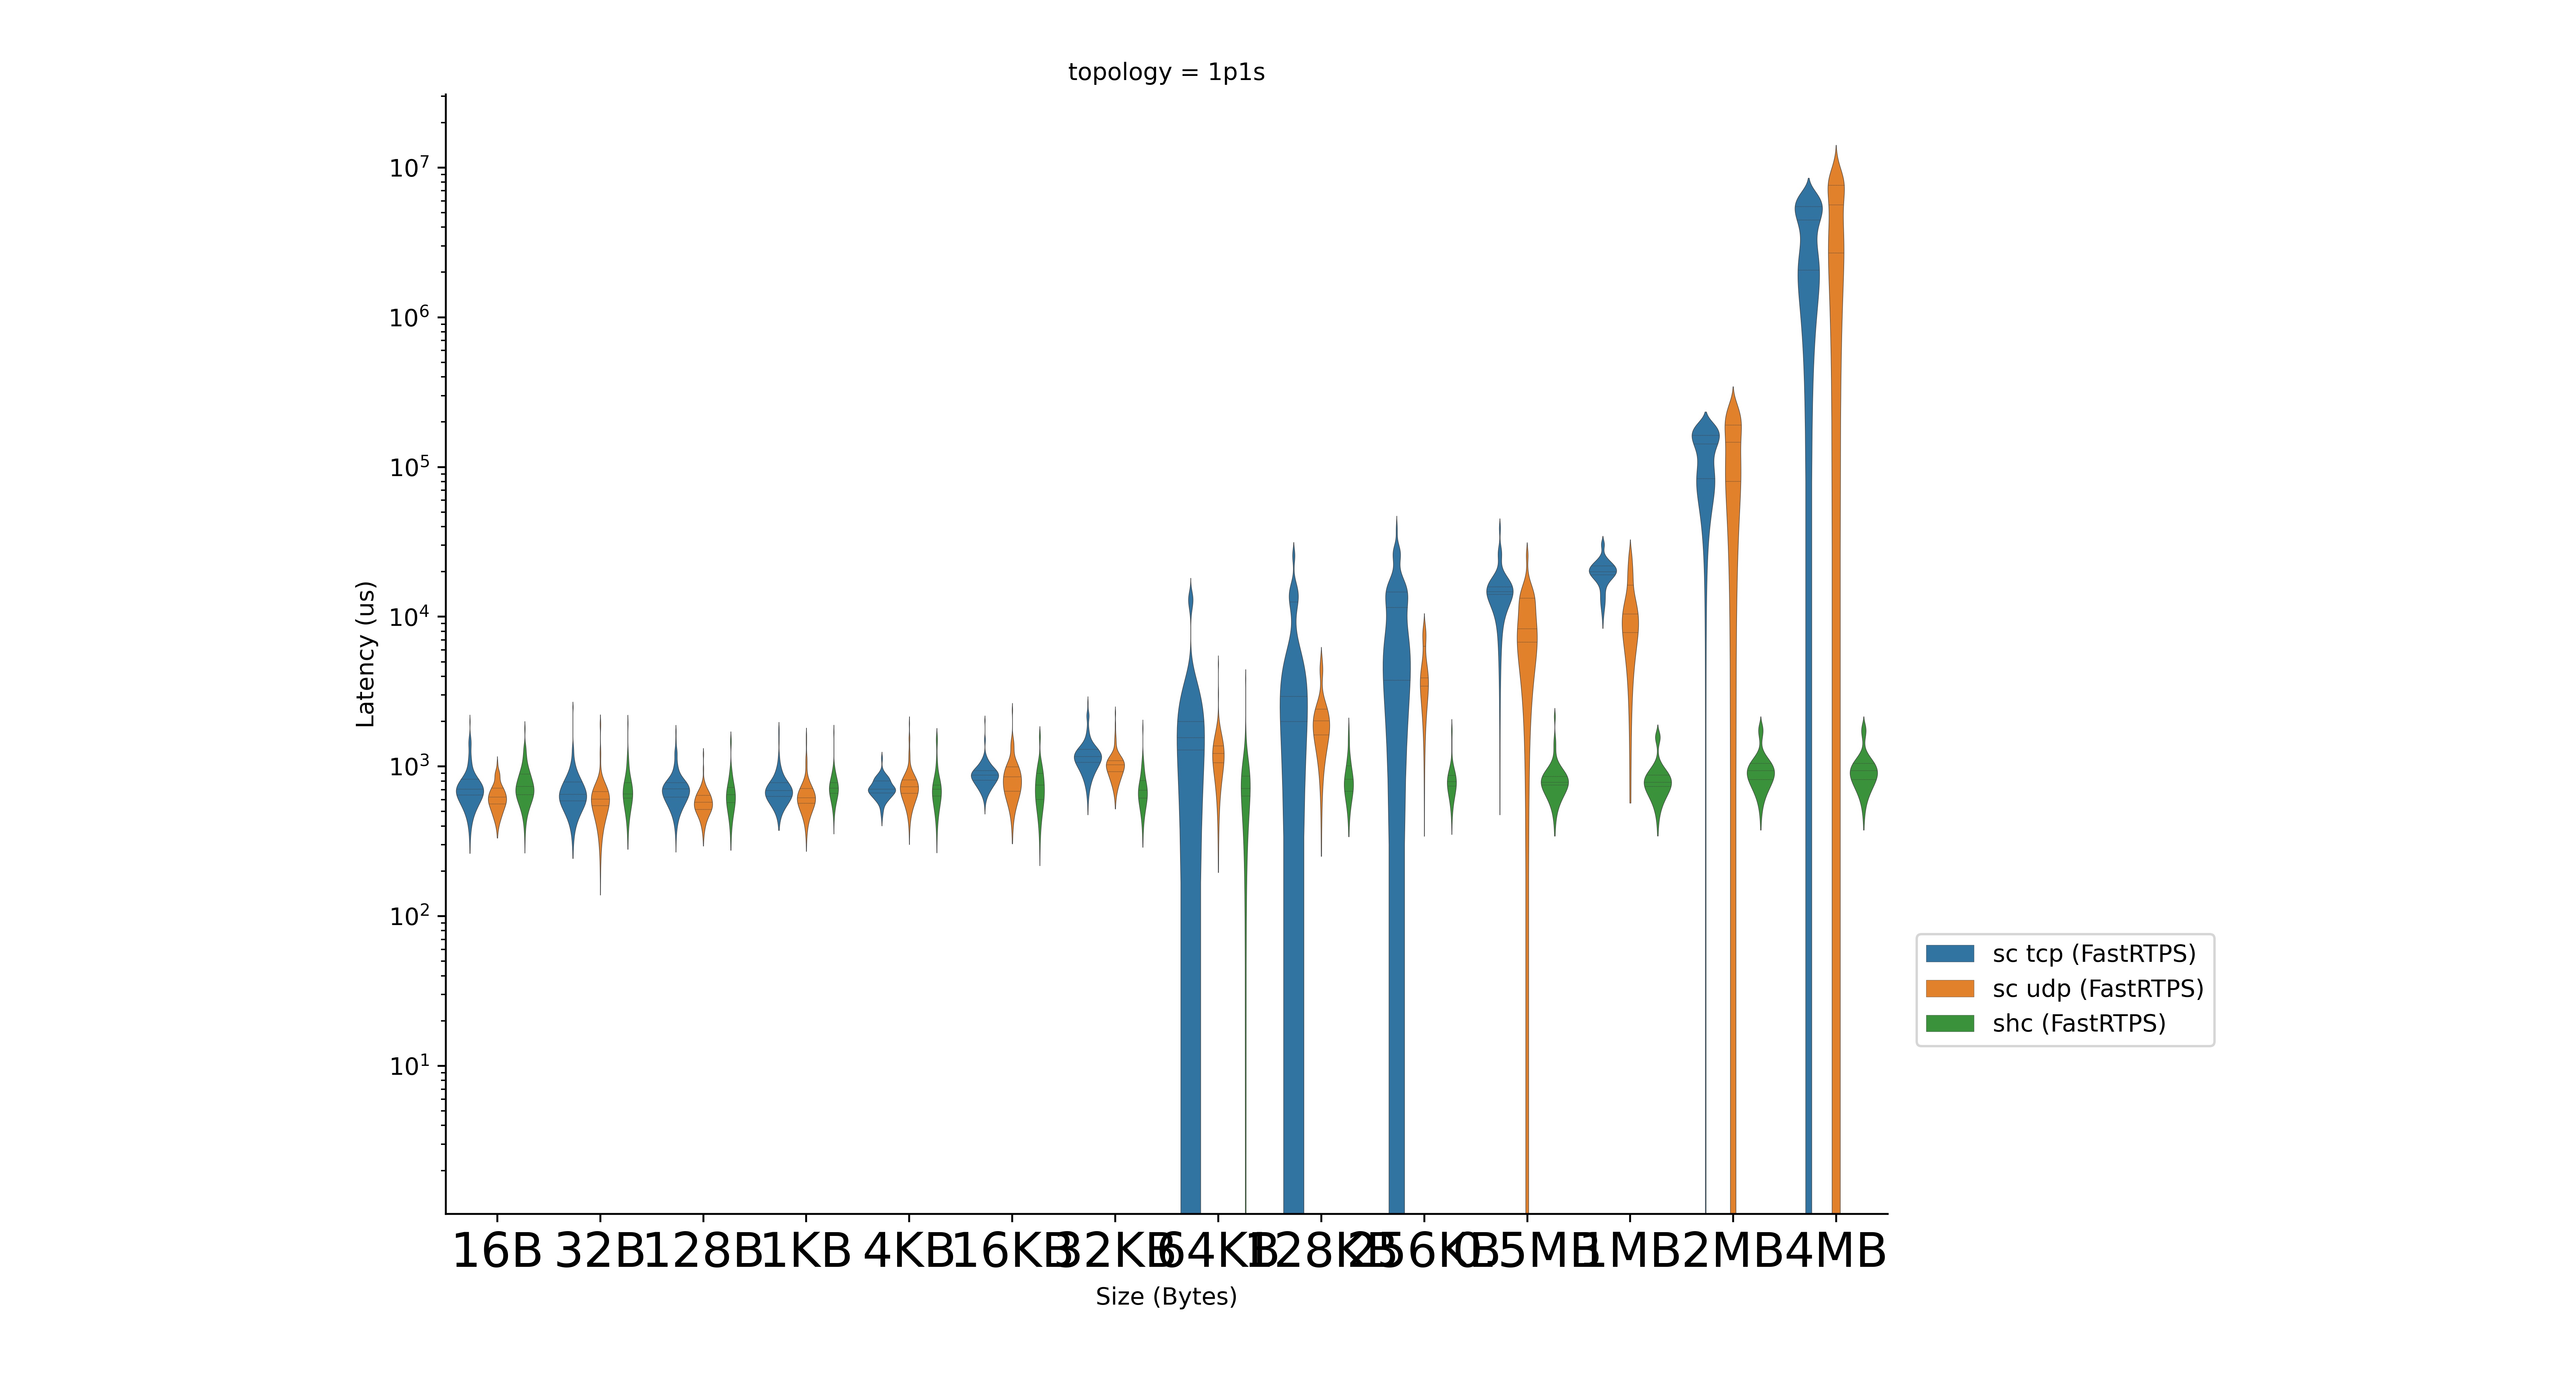 topology = 1p1s
10^7
10^6
10^5
10^4
10^3
10^2
10^1
Latency (us)
16B 32B 128B 1KB 4KB 16KB 32KB 64KB 128KB 256KB 0.5MB 1MB 2MB 4MB
Size (Bytes)
sc tcp (FastRTPS)
sc udp (FastRTPS)
shc (FastRTPS)